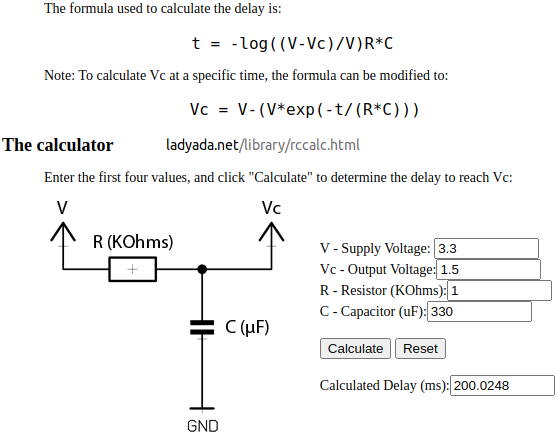 The formula used to calculate the delay is:
t = -log((V-Vc)/V)R*C
Note: To calculate Vc at a specific time, the formula can be modified to:
Vc = V-(V*exp(-t/(R*C)))
The calculator
ladyada.net/library/rccalc.html
Enter the first four values, and click "Calculate" to determine the delay to reach Vc:
V
Vc
R (KOhms)
C (µF)
GND
V - Supply Voltage: 3.3
Vc - Output Voltage: 1.5
R - Resistor (KOhms): 1
C - Capacitor (uF): 330
Calculate Reset
Calculated Delay (ms): 200.0248